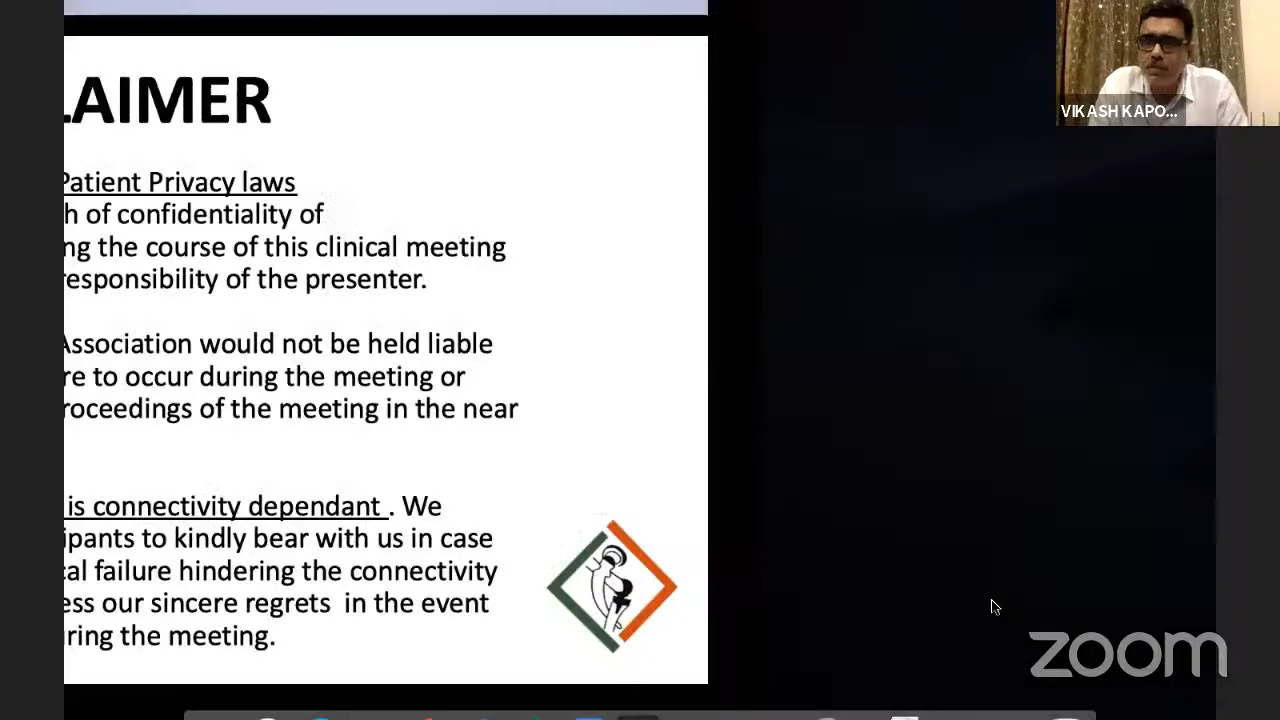 LAIMER
VIKASH KAPO...
Patient Privacy laws
h of confidentiality of
ng the course of this clinical meeting
responsibility of the presenter.
Association would not be held liable
re to occur during the meeting or
roceedings of the meeting in the near
is connectivity dependant . We
ipants to kindly bear with us in case
cal failure hindering the connectivity
ess our sincere regrets in the event
uring the meeting.
zoom